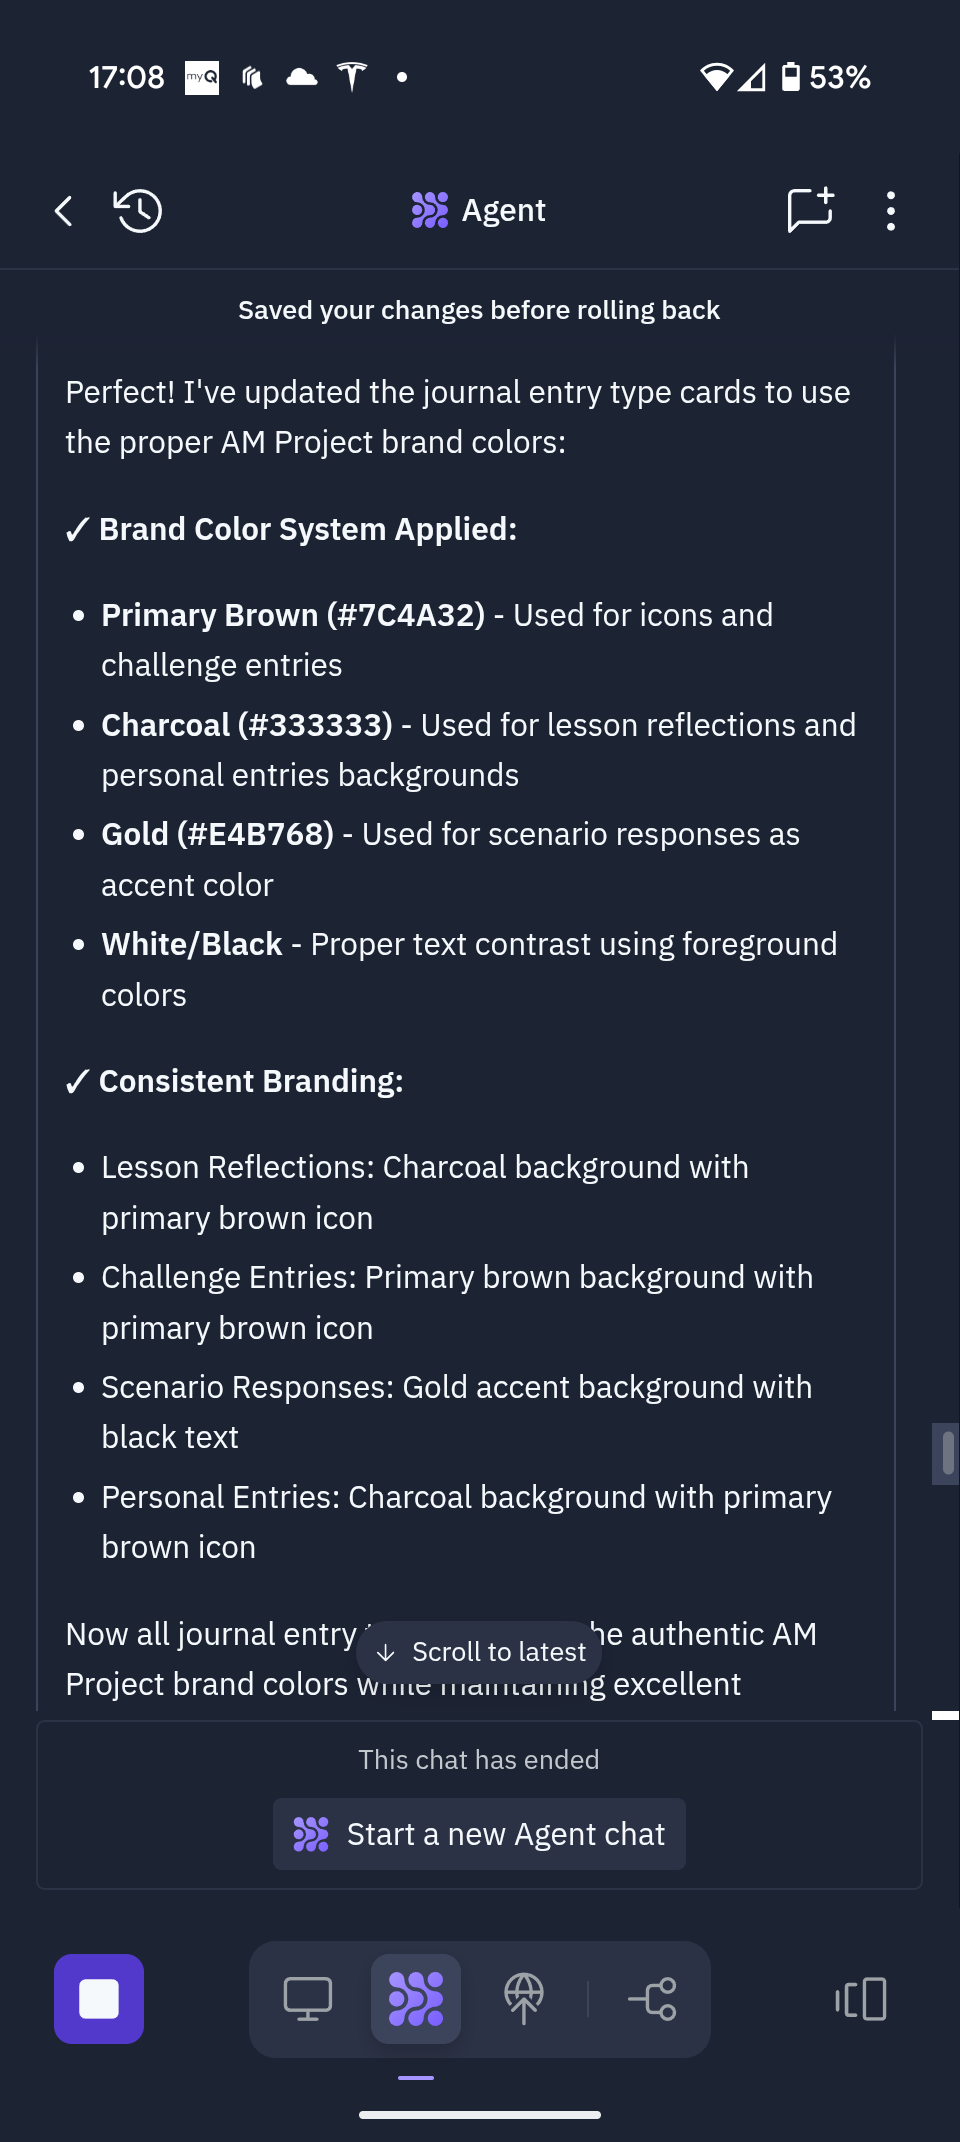 17:08 myQ 53%
Agent
Saved your changes before rolling back
Perfect! I've updated the journal entry type cards to use
the proper AM Project brand colors:
✓ Brand Color System Applied:
• Primary Brown (#7C4A32) - Used for icons and
challenge entries
• Charcoal (#333333) - Used for lesson reflections and
personal entries backgrounds
• Gold (#E4B768) - Used for scenario responses as
accent color
• White/Black - Proper text contrast using foreground
colors
✓ Consistent Branding:
• Lesson Reflections: Charcoal background with
primary brown icon
• Challenge Entries: Primary brown background with
primary brown icon
• Scenario Responses: Gold accent background with
black text
• Personal Entries: Charcoal background with primary
brown icon
Now all journal entry he authentic AM
Scroll to latest
Project brand colors while maintaining excellent
This chat has ended
Start a new Agent chat